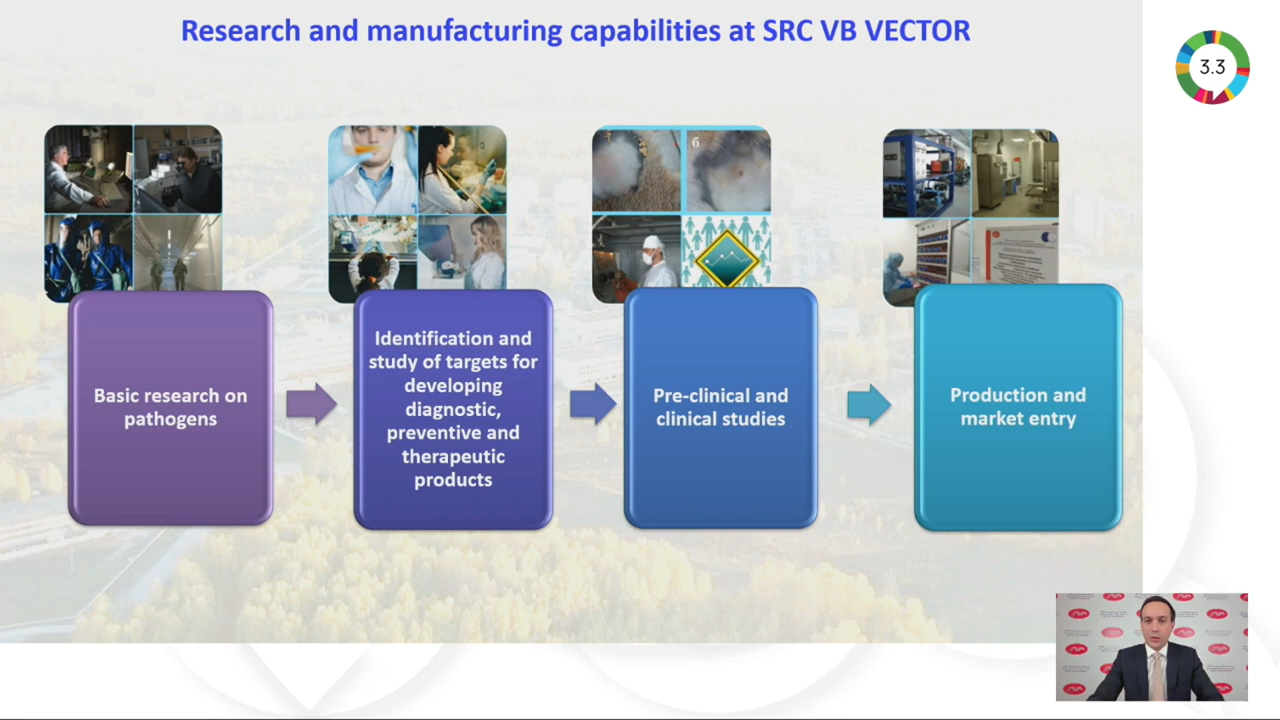 Research and manufacturing capabilities at SRC VB VECTOR
3.3
б
Basic research on
pathogens
Identification and
study of targets for
developing
diagnostic,
preventive and
therapeutic
products
Pre-clinical and
clinical studies
Production and
market entry